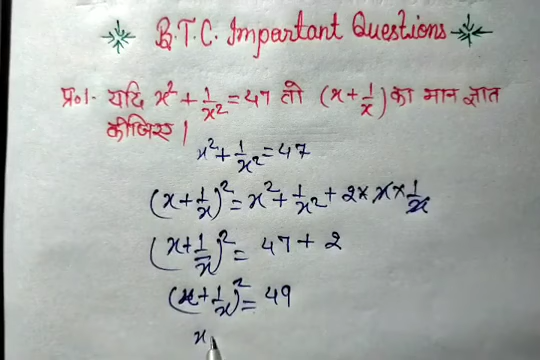 B.T.C. Important Questions
प्र०1- यदि x² + 1/x² = 47 तो (x + 1/x) का मान ज्ञात
कीजिए।
x² + 1/x² = 47
(x + 1/x)² = x² + 1/x² + 2 × x × 1/x
(x + 1/x)² = 47 + 2
(x + 1/x)² = 49
x